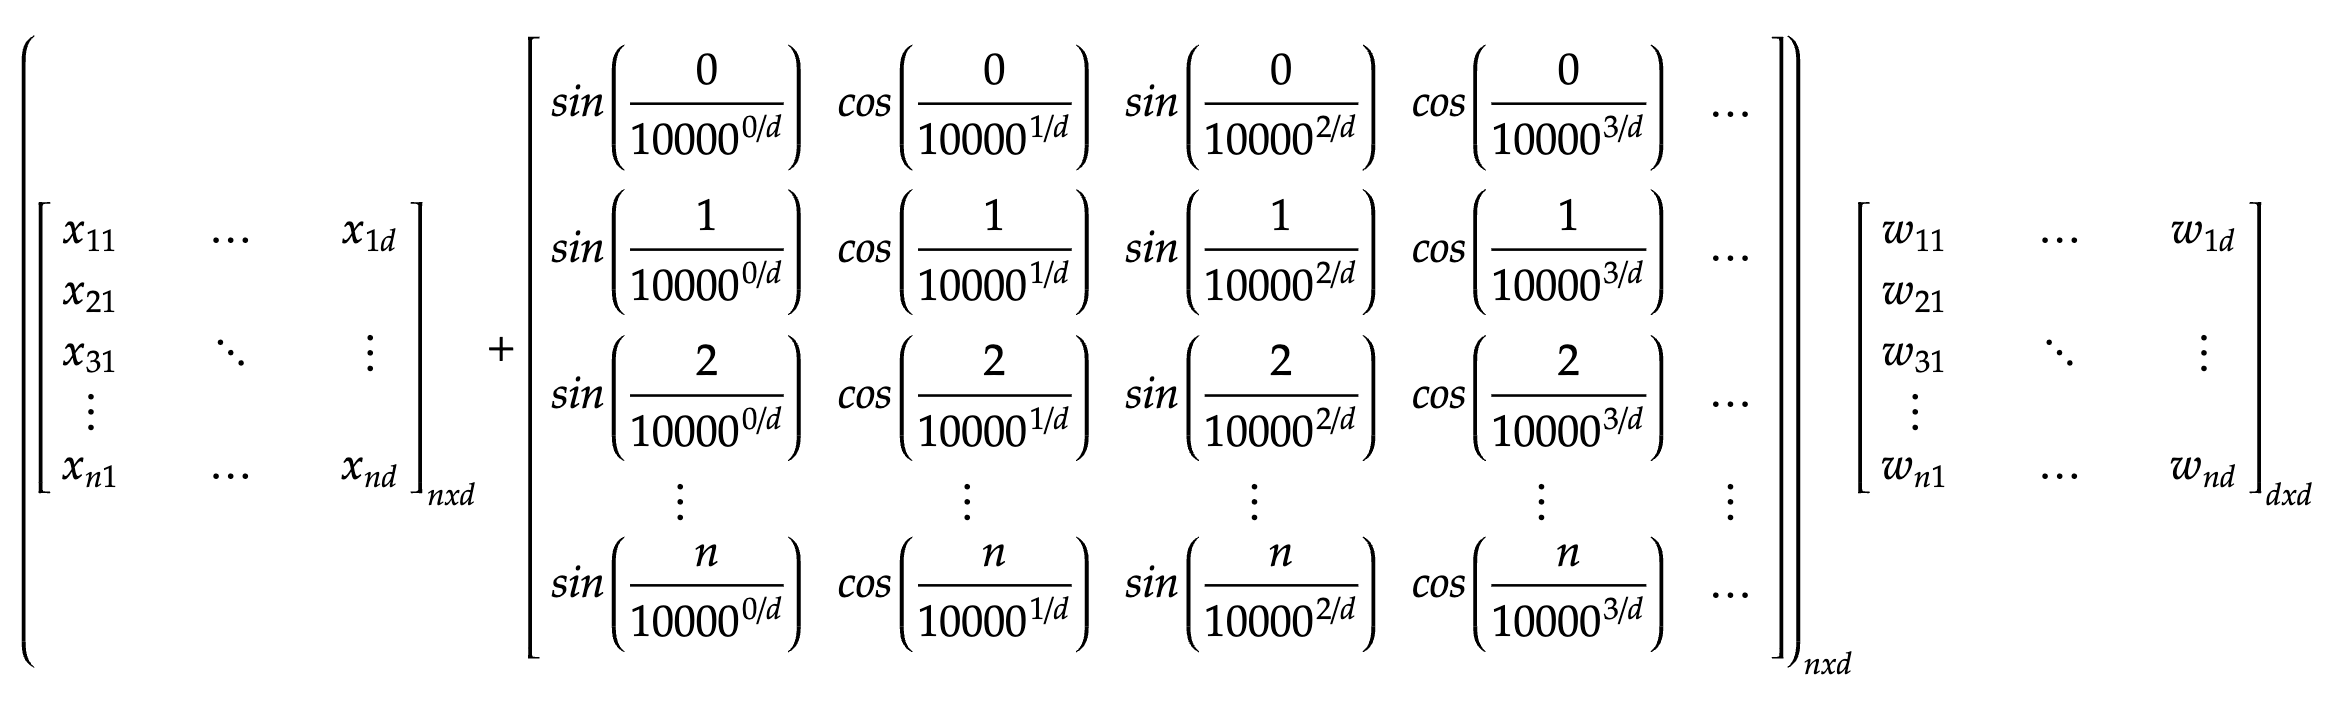 \left( \begin{bmatrix} x_{11} & \dots & x_{1d} \\ x_{21} & & \\ x_{31} & \ddots & \vdots \\ \vdots & & \\ x_{n1} & \dots & x_{nd} \end{bmatrix}_{nxd} + \begin{bmatrix} sin\left(\frac{0}{10000^{0/d}}\right) & cos\left(\frac{0}{10000^{1/d}}\right) & sin\left(\frac{0}{10000^{2/d}}\right) & cos\left(\frac{0}{10000^{3/d}}\right) & \dots \\ sin\left(\frac{1}{10000^{0/d}}\right) & cos\left(\frac{1}{10000^{1/d}}\right) & sin\left(\frac{1}{10000^{2/d}}\right) & cos\left(\frac{1}{10000^{3/d}}\right) & \dots \\ sin\left(\frac{2}{10000^{0/d}}\right) & cos\left(\frac{2}{10000^{1/d}}\right) & sin\left(\frac{2}{10000^{2/d}}\right) & cos\left(\frac{2}{10000^{3/d}}\right) & \dots \\ \vdots & \vdots & \vdots & \vdots & \vdots \\ sin\left(\frac{n}{10000^{0/d}}\right) & cos\left(\frac{n}{10000^{1/d}}\right) & sin\left(\frac{n}{10000^{2/d}}\right) & cos\left(\frac{n}{10000^{3/d}}\right) & \dots \end{bmatrix} \right)_{nxd} \begin{bmatrix} w_{11} & \dots & w_{1d} \\ w_{21} & & \\ w_{31} & \ddots & \vdots \\ \vdots & & \\ w_{n1} & \dots & w_{nd} \end{bmatrix}_{dxd}